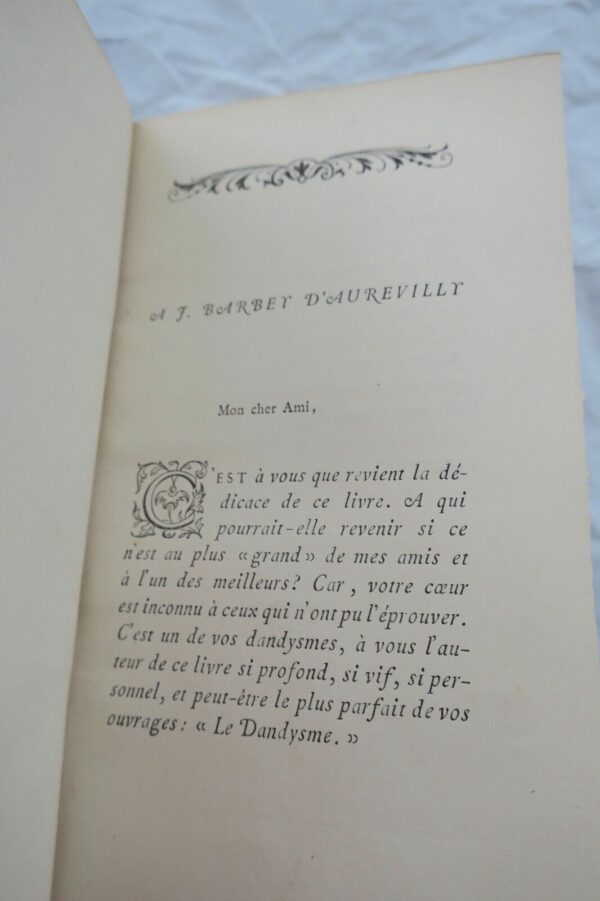 A J. BARBEY D'AUREVILLY
Mon cher Ami,
C'EST à vous que revient la dé-
dicace de ce livre. A qui
pourrait-elle revenir si ce
n'est au plus «grand» de mes amis et
à l'un des meilleurs? Car, votre cœur
est inconnu à ceux qui n'ont pu l'éprouver.
C'est un de vos dandysmes, à vous l'au-
teur de ce livre si profond, si vif, si per-
sonnel, et peut-être le plus parfait de vos
ouvrages: « Le Dandysme. »